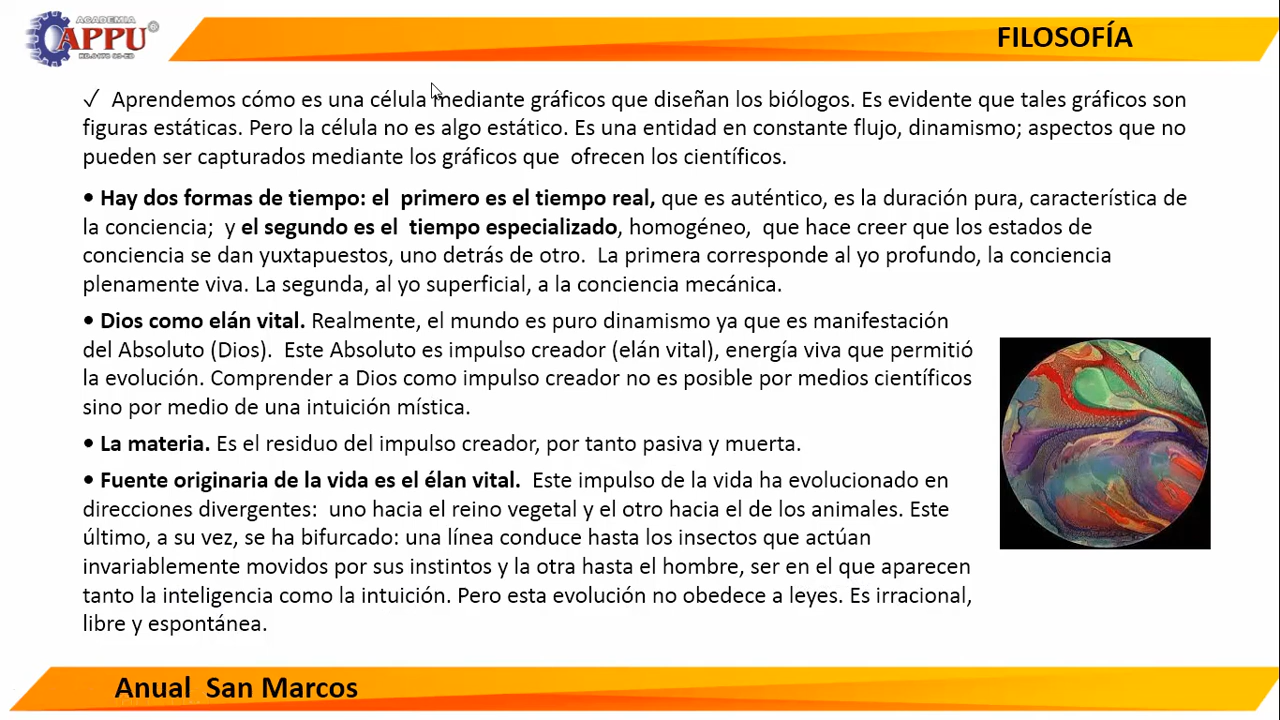 ACADEMIA
APPU
FILOSOFÍA
✓ Aprendemos cómo es una célula mediante gráficos que diseñan los biólogos. Es evidente que tales gráficos son
figuras estáticas. Pero la célula no es algo estático. Es una entidad en constante flujo, dinamismo; aspectos que no
pueden ser capturados mediante los gráficos que ofrecen los científicos.
• Hay dos formas de tiempo: el primero es el tiempo real, que es auténtico, es la duración pura, característica de
la conciencia; y el segundo es el tiempo especializado, homogéneo, que hace creer que los estados de
conciencia se dan yuxtapuestos, uno detrás de otro. La primera corresponde al yo profundo, la conciencia
plenamente viva. La segunda, al yo superficial, a la conciencia mecánica.
• Dios como elán vital. Realmente, el mundo es puro dinamismo ya que es manifestación
del Absoluto (Dios). Este Absoluto es impulso creador (elán vital), energía viva que permitió
la evolución. Comprender a Dios como impulso creador no es posible por medios científicos
sino por medio de una intuición mística.
• La materia. Es el residuo del impulso creador, por tanto pasiva y muerta.
• Fuente originaria de la vida es el élan vital. Este impulso de la vida ha evolucionado en
direcciones divergentes: uno hacia el reino vegetal y el otro hacia el de los animales. Este
último, a su vez, se ha bifurcado: una línea conduce hasta los insectos que actúan
invariablemente movidos por sus instintos y la otra hasta el hombre, ser en el que aparecen
tanto la inteligencia como la intuición. Pero esta evolución no obedece a leyes. Es irracional,
libre y espontánea.
Anual San Marcos